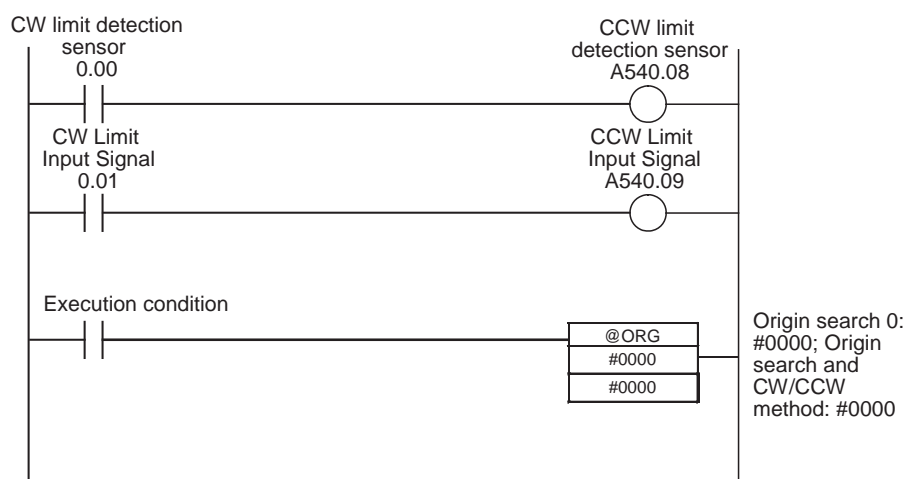 CW limit detection
sensor
0.00
CCW limit
detection sensor
A540.08
CW Limit
Input Signal
0.01
CCW Limit
Input Signal
A540.09
Execution condition
@ORG
#0000
#0000
Origin search 0:
#0000; Origin
search and
CW/CCW
method: #0000